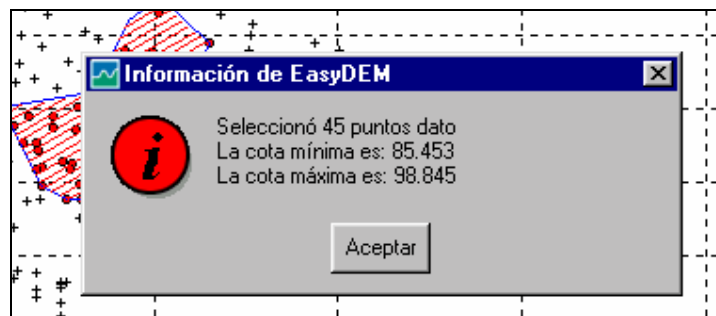 Información de EasyDEM
Seleccionó 45 puntos dato
La cota mínima es: 85.453
La cota máxima es: 98.845
Aceptar